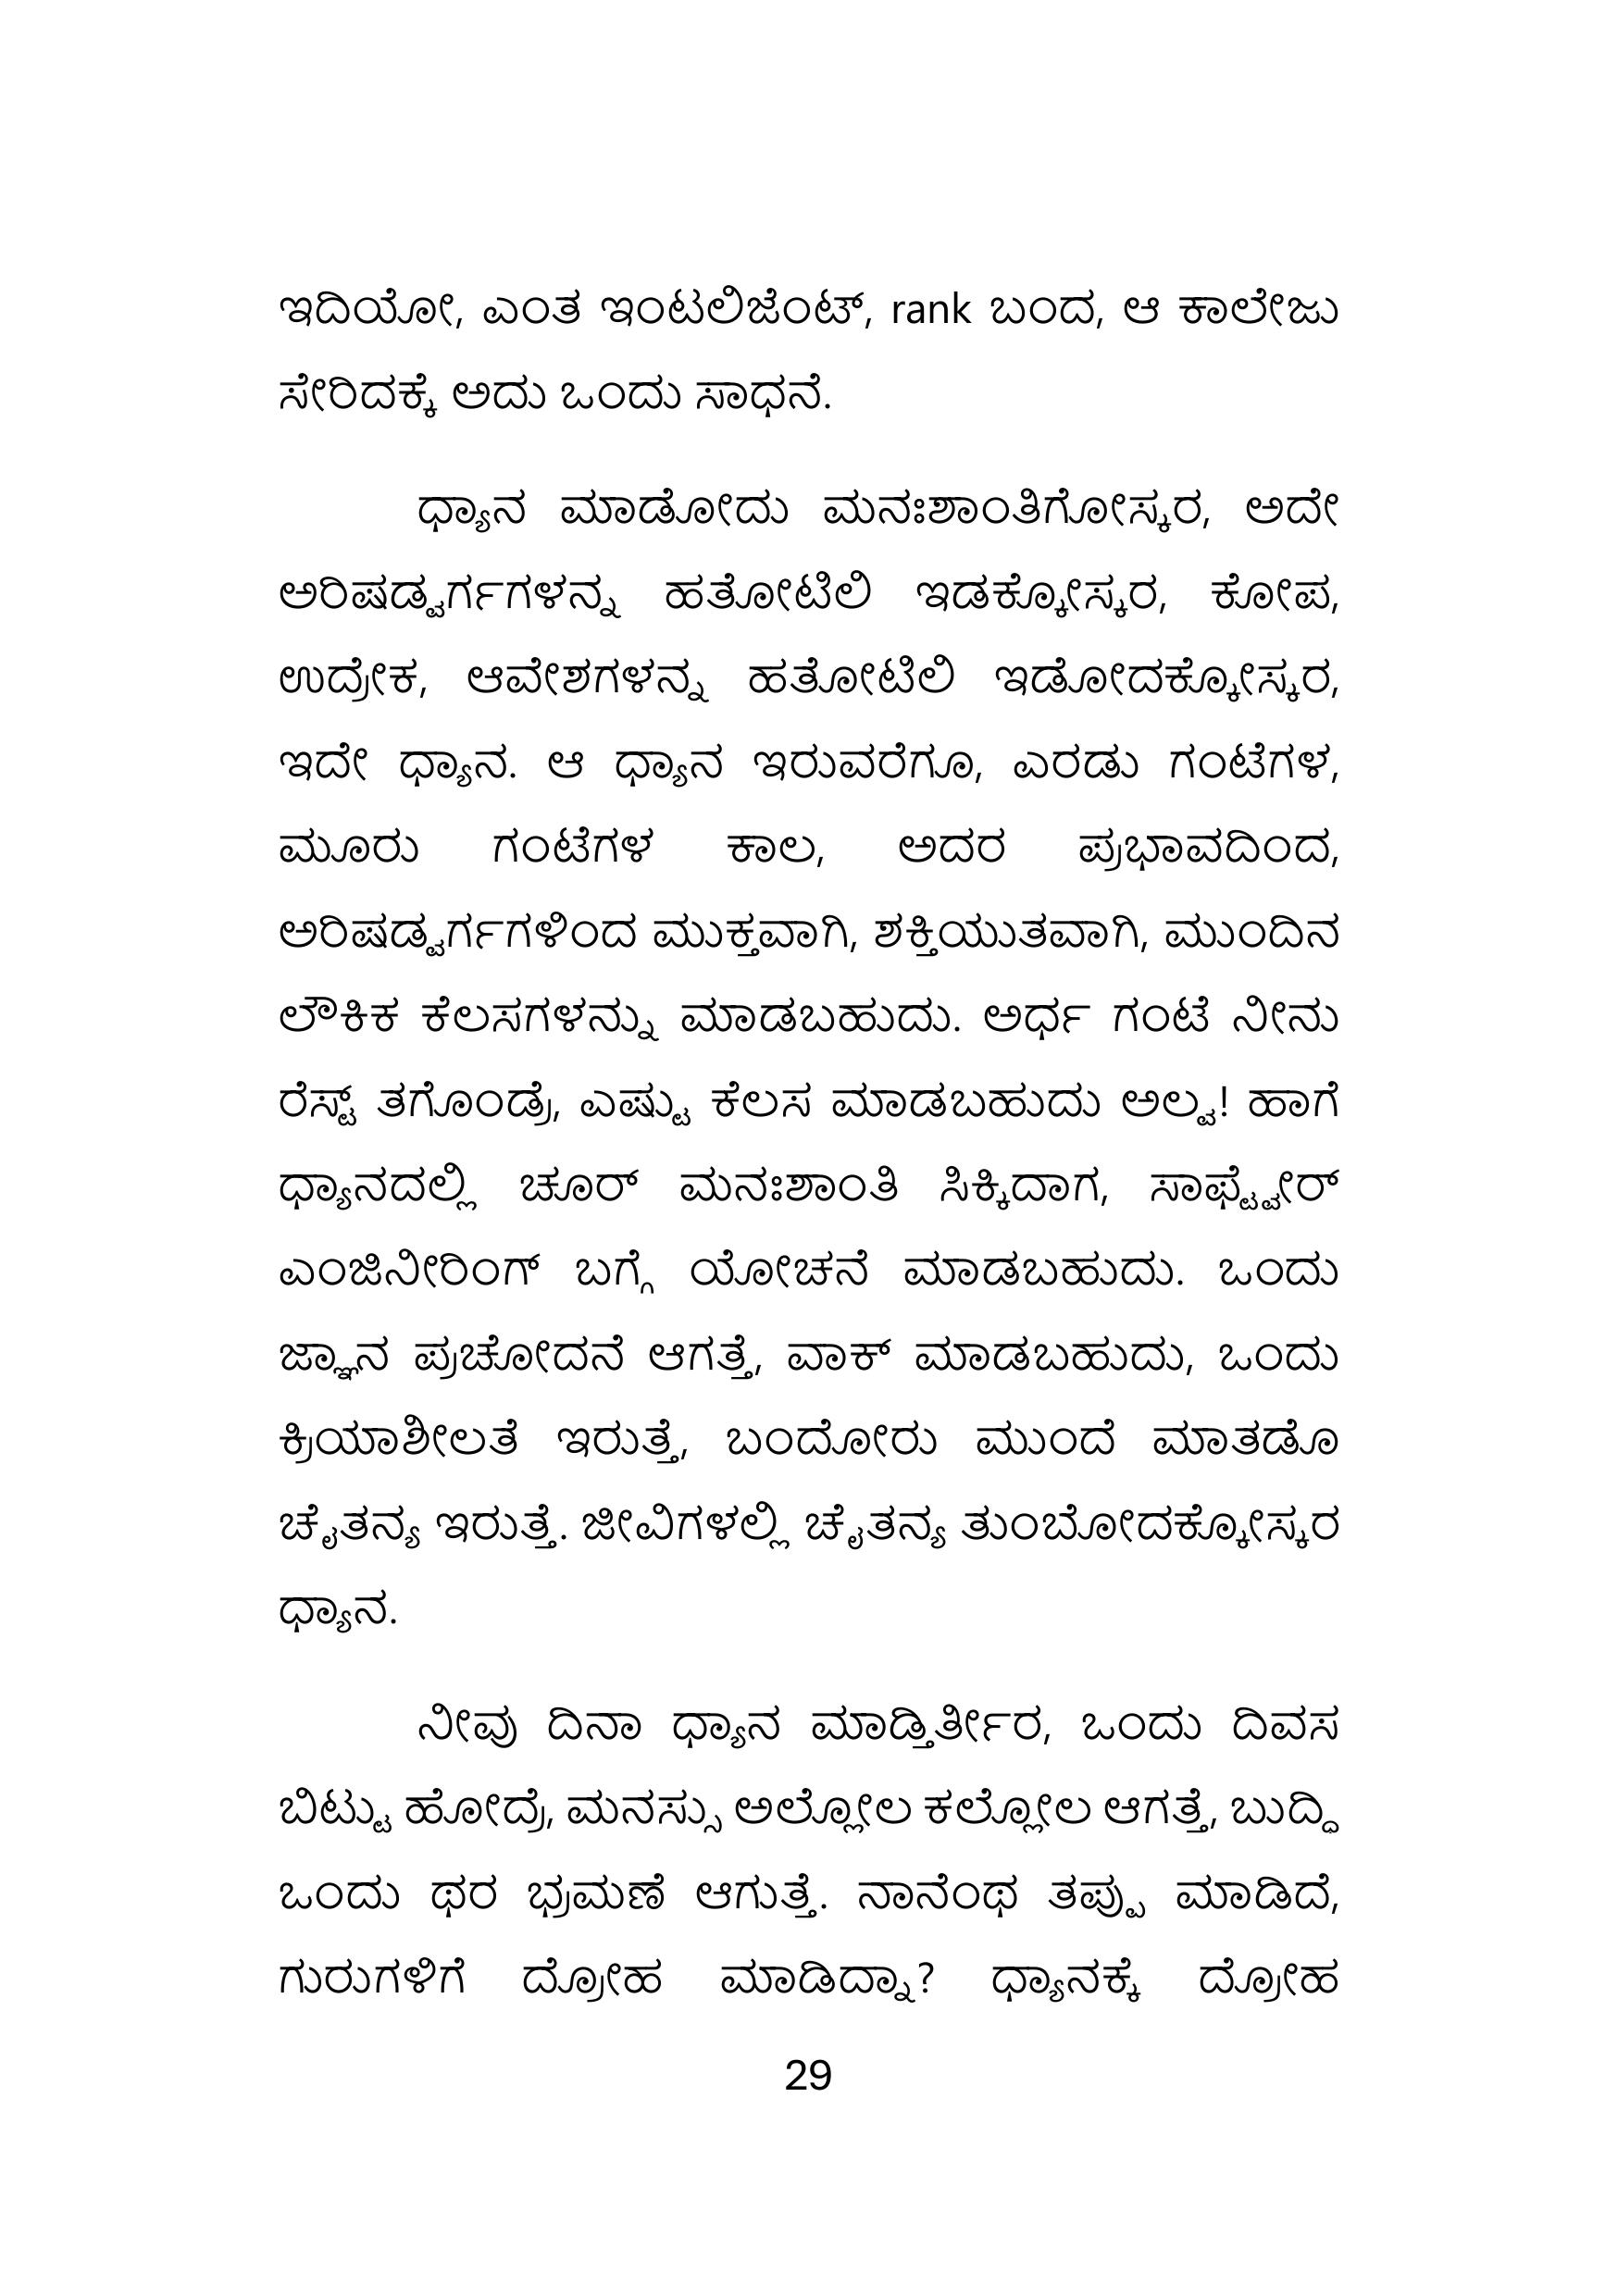 ಇದಿಯೋ, ಎಂತ ಇಂಟಲಿಜೆಂಟ್, rank ಬಂದ, ಆ ಕಾಲೇಜು
ಸೇರಿದಕ್ಕೆ ಅದು ಒಂದು ಸಾಧನೆ.
ಧ್ಯಾನ ಮಾಡೋದು ಮನಃಶಾಂತಿಗೋಸ್ಕರ, ಅದೇ
ಅರಿಷಡ್ವರ್ಗಗಳನ್ನ ಹತೋಟಿಲಿ ಇಡಕ್ಕೋಸ್ಕರ, ಕೋಪ,
ಉದ್ರೇಕ, ಆವೇಶಗಳನ್ನ ಹತೋಟಿಲಿ ಇಡೋದಕ್ಕೋಸ್ಕರ,
ಇದೇ ಧ್ಯಾನ. ಆ ಧ್ಯಾನ ಇರುವರೆಗೂ, ಎರಡು ಗಂಟೆಗಳ,
ಮೂರು ಗಂಟೆಗಳ ಕಾಲ, ಅದರ ಪ್ರಭಾವದಿಂದ,
ಅರಿಷಡ್ವರ್ಗಗಳಿಂದ ಮುಕ್ತವಾಗಿ, ಶಕ್ತಿಯುತವಾಗಿ, ಮುಂದಿನ
ಲೌಕಿಕ ಕೆಲಸಗಳನ್ನು ಮಾಡಬಹುದು. ಅರ್ಧ ಗಂಟೆ ನೀನು
ರೆಸ್ಟ್ ತಗೊಂಡ್ರೆ, ಎಷ್ಟು ಕೆಲಸ ಮಾಡಬಹುದು ಅಲ್ವ! ಹಾಗೆ
ಧ್ಯಾನದಲ್ಲಿ ಚೂರ್ ಮನಃಶಾಂತಿ ಸಿಕ್ಕಿದಾಗ, ಸಾಫ್ಟ್ವೇರ್
ಎಂಜಿನೀರಿಂಗ್ ಬಗ್ಗೆ ಯೋಚನೆ ಮಾಡಬಹುದು. ಒಂದು
ಜ್ಞಾನ ಪ್ರಚೋದನೆ ಆಗತ್ತೆ, ವಾಕ್ ಮಾಡಬಹುದು, ಒಂದು
ಕ್ರಿಯಾಶೀಲತೆ ಇರುತ್ತೆ, ಬಂದೋರು ಮುಂದೆ ಮಾತಡೊ
ಚೈತನ್ಯ ಇರುತ್ತೆ. ಜೀವಿಗಳಲ್ಲಿ ಚೈತನ್ಯ ತುಂಬೋದಕ್ಕೋಸ್ಕರ
ಧ್ಯಾನ.
ನೀವು ದಿನಾ ಧ್ಯಾನ ಮಾಡ್ತಿರ್ತೀರ, ಒಂದು ದಿವಸ
ಬಿಟ್ಟು ಹೋದ್ರೆ, ಮನಸ್ಸು ಅಲ್ಲೋಲ ಕಲ್ಲೋಲ ಆಗತ್ತೆ, ಬುದ್ಧಿ
ಒಂದು ಥರ ಭ್ರಮಣೆ ಆಗುತ್ತೆ. ನಾನೆಂಥ ತಪ್ಪು ಮಾಡಿದೆ,
ಗುರುಗಳಿಗೆ ದ್ರೋಹ ಮಾಡಿದ್ನಾ? ಧ್ಯಾನಕ್ಕೆ ದ್ರೋಹ
29